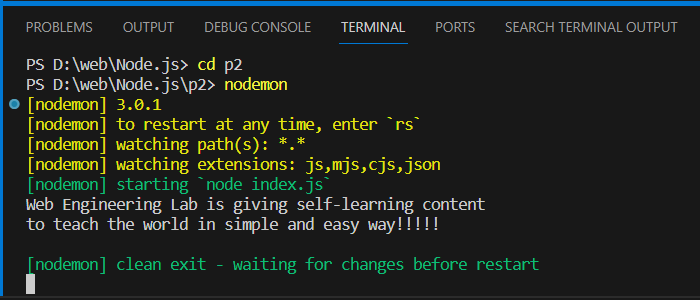 PROBLEMS OUTPUT DEBUG CONSOLE TERMINAL PORTS SEARCH TERMINAL OUTPUT
PS D:\web\Node.js> cd p2
PS D:\web\Node.js\p2> nodemon
[nodemon] 3.0.1
[nodemon] to restart at any time, enter `rs`
[nodemon] watching path(s): *.*
[nodemon] watching extensions: js,mjs,cjs,json
[nodemon] starting `node index.js`
Web Engineering Lab is giving self-learning content
to teach the world in simple and easy way!!!!!
[nodemon] clean exit - waiting for changes before restart